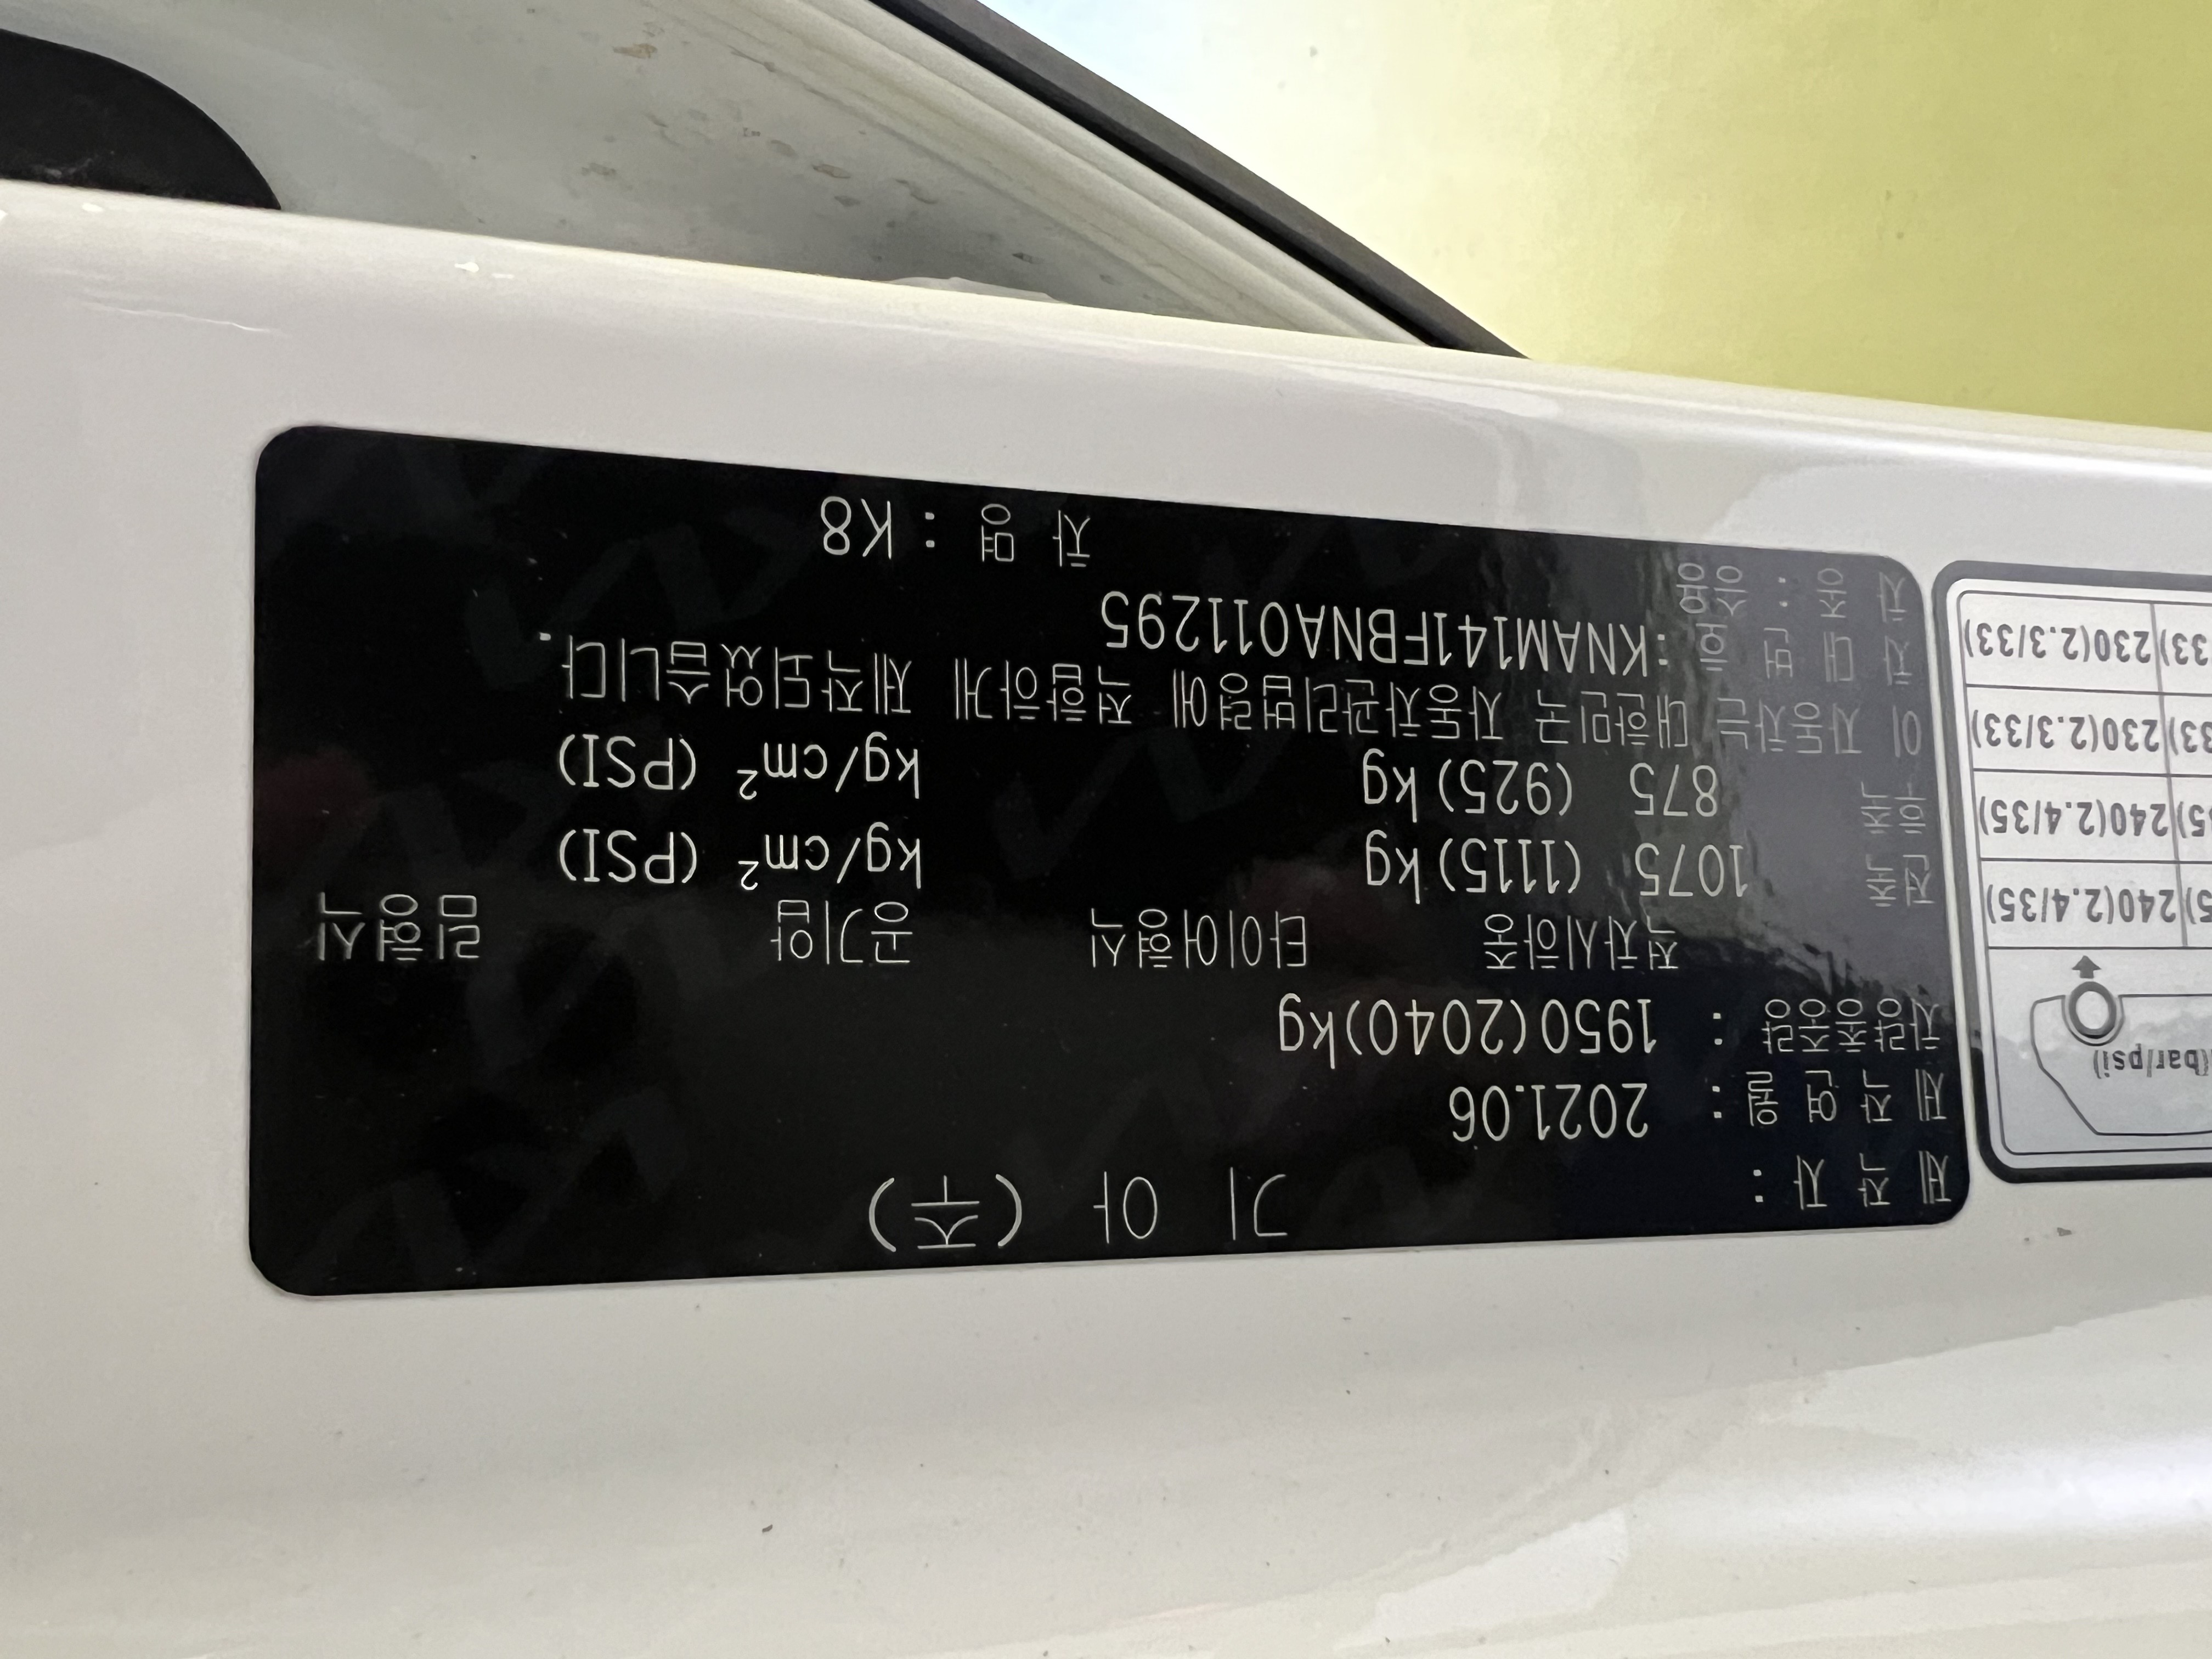 제 작 자 : 기 아 (주)
제 작 연 월 : 2021.06
차량총중량 : 1950(2040)kg
적차시하중 타이어형식 공기압 림형식
전 축 1075 (1115)kg kg/cm² (PSI)
후 축 875 (925)kg kg/cm² (PSI)
이 자동차는 대한민국 자동차관리법령에 적합하게 제작되었습니다.
차 대 번 호 :KNAM141FBNA011295
차 종 : 승용 차 명 : K8
(bar/psi)
240(2.4/35)
240(2.4/35)
230(2.3/33)
230(2.3/33)